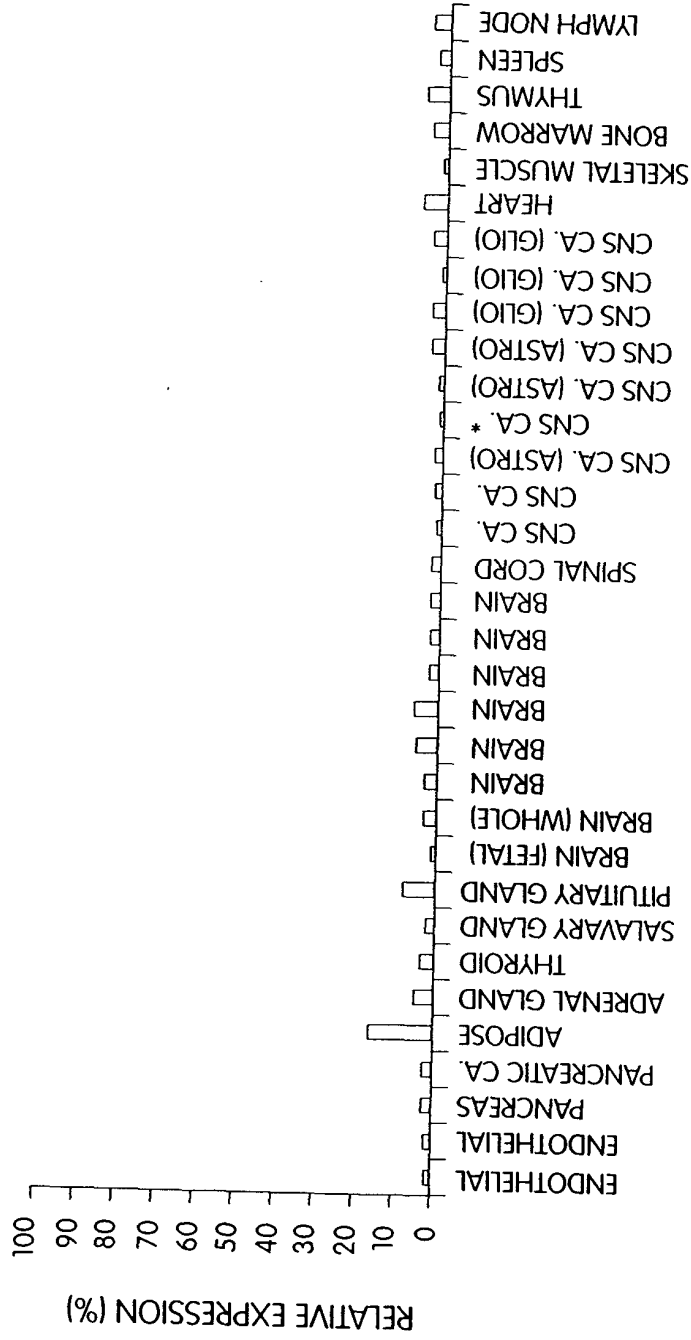 RELATIVE EXPRESSION (%)
100
90
80
70
60
50
40
30
20
10
0
ENDOTHELIAL
ENDOTHELIAL
PANCREAS
PANCREATIC CA.
ADIPOSE
ADRENAL GLAND
THYROID
SALAVARY GLAND
PITUITARY GLAND
BRAIN (FETAL)
BRAIN (WHOLE)
BRAIN
BRAIN
BRAIN
BRAIN
BRAIN
BRAIN
SPINAL CORD
CNS CA.
CNS CA.
CNS CA. (ASTRO)
CNS CA. *
CNS CA. (ASTRO)
CNS CA. (ASTRO)
CNS CA. (GLIO)
CNS CA. (GLIO)
CNS CA. (GLIO)
HEART
SKELETAL MUSCLE
BONE MARROW
THYMUS
SPLEEN
LYMPH NODE